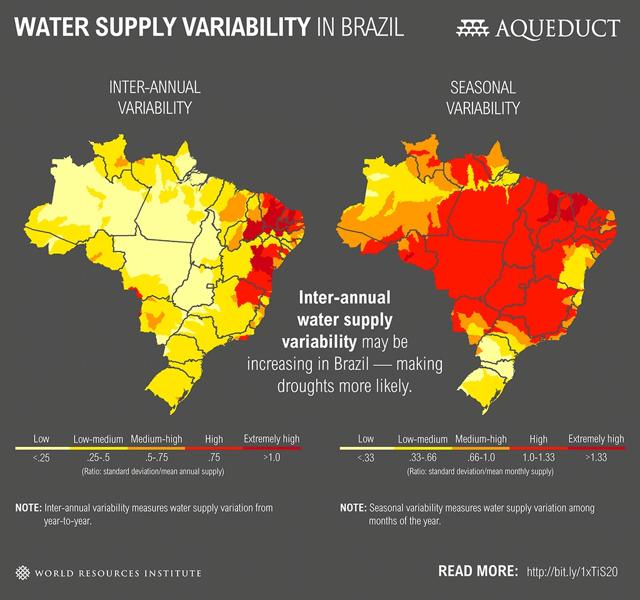 WATER SUPPLY VARIABILITY IN BRAZIL
AQUEDUCT
INTER-ANNUAL
VARIABILITY
SEASONAL
VARIABILITY
Inter-annual
water supply
variability may be
increasing in Brazil — making
droughts more likely.
Low Low-medium Medium-high High Extremely high
<.25 .25-.5 .5-.75 .75 >1.0
(Ratio: standard deviation/mean annual supply)
Low Low-medium Medium-high High Extremely high
<.33 .33-.66 .66-1.0 1.0-1.33 >1.33
(Ratio: standard deviation/mean monthly supply)
NOTE: Inter-annual variability measures water supply variation from
year-to-year.
NOTE: Seasonal variability measures water supply variation among
months of the year.
WORLD RESOURCES INSTITUTE
READ MORE: http://bit.ly/1xTiS20